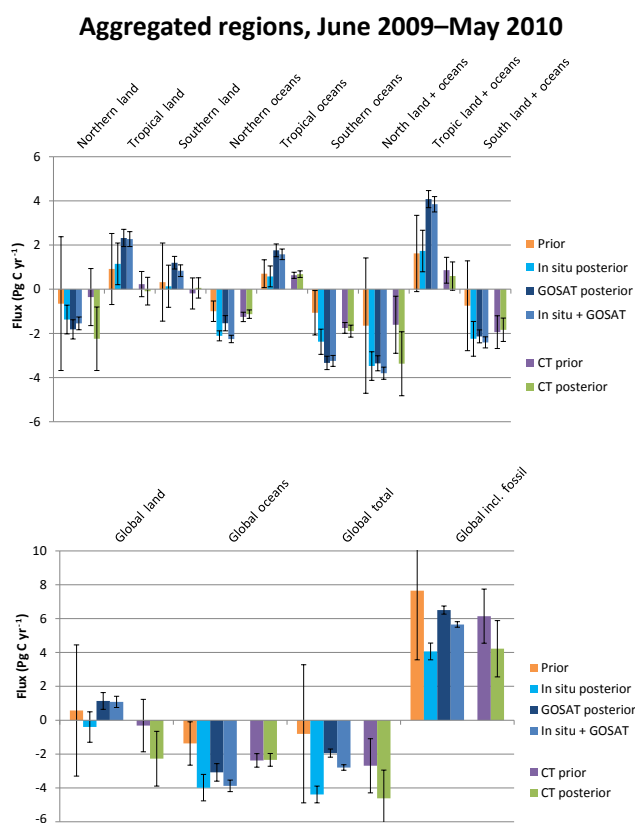 Aggregated regions, June 2009–May 2010
Northern land
Tropical land
Southern land
Northern oceans
Tropical oceans
Southern oceans
North land + oceans
Tropic land + oceans
South land + oceans
Flux (Pg C yr⁻¹)
6
4
2
0
-2
-4
-6
Prior
In situ posterior
GOSAT posterior
In situ + GOSAT
CT prior
CT posterior
Global land
Global oceans
Global total
Global incl. fossil
Flux (Pg C yr⁻¹)
10
8
6
4
2
0
-2
-4
-6
Prior
In situ posterior
GOSAT posterior
In situ + GOSAT
CT prior
CT posterior